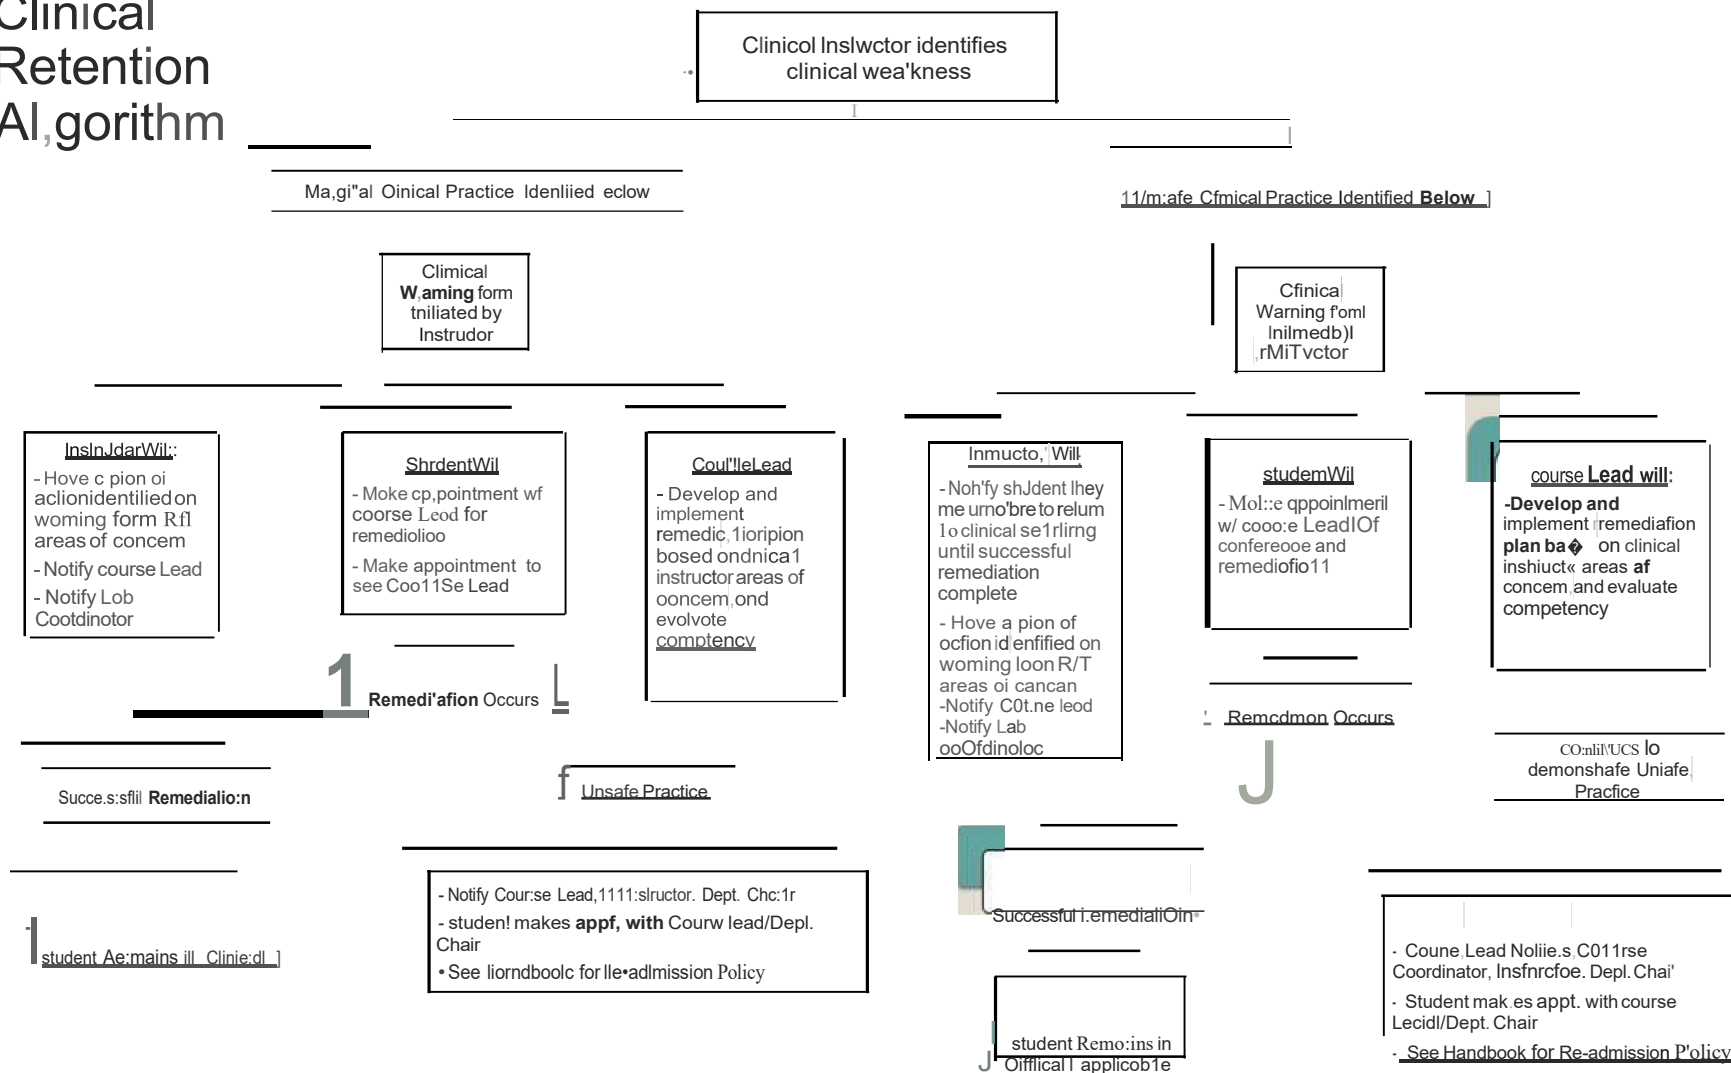 Clinical
Retention
Al,gorithm
Clinicol lnslwctor identifies
clinical wea'kness
Ma,gi"al Oinical Practice ldenliied eclow
11/m:afe Cfmical Practice Identified Below ]
Climical
W,aming form
tniliated by
Instrudor
Cfinical
Warning f'oml
lnilmedb)l
,rMiTvctor
InsInJdarWil;:
- Hove c pion oi
aclionidentilied on
woming form Rfl
areas of concem
- Notify course Lead
- Notify Lob
Cootdinotor
ShrdentWil
- Moke cp,pointment wf
coorse Leod for
remediolioo
- Make appointment to
see Coo11Se Lead
Coul"!leLead
- Develop and
implement
remedic,1ioripion
bosed ondnica1
instructor areas of
ooncem,ond
evolvote
comptency
Inmucto,' Will;
- Noh'fy shJdent lhey
me urno'bre to relum
1o clinical se1rlirng
until successful
remediation
complete
- Hove a pion of
ocfion id'enfified on
woming loon R/T
areas oi cancan
-Notify C0t.ne leod
-Notify Lab
ooOfdinoloc
studemWil
- Mol::e qppoinlmeril
w/ cooo:e LeadIOf
confereooe and
remediofio11
course Lead will:
-Develop and
implement remediafion
plan ba� on clinical
inshiuct« areas af
concem,and evaluate
competency
1 Remedi'afion Occurs L
'- Remcdmon Occurs
J
CO:nlil\'UCS lo
demonshafe Uniafe,
Pracfice
Succe.s:sflil Remedialio:n
f Unsafe Practice
- Notify Cour:se Lead,1111:slructor. Dept. Chc:1r
- studen! makes appf, with Courw lead/Depl.
Chair
• See liorndboolc for lle•adlmission Policy
student Ae:mains ill Clinie:dl ]
Successful i.emedialiOin•
student Remo:ins in
J Oifflical I applicob1e
- Coune,Lead Noliie.s,C011rse
Coordinator, Insfnrcfoe. Depl. Chai'
- Student mak.es appt. with course
Lecidl/Dept. Chair
- See Handbook for Re-admission P'olicy